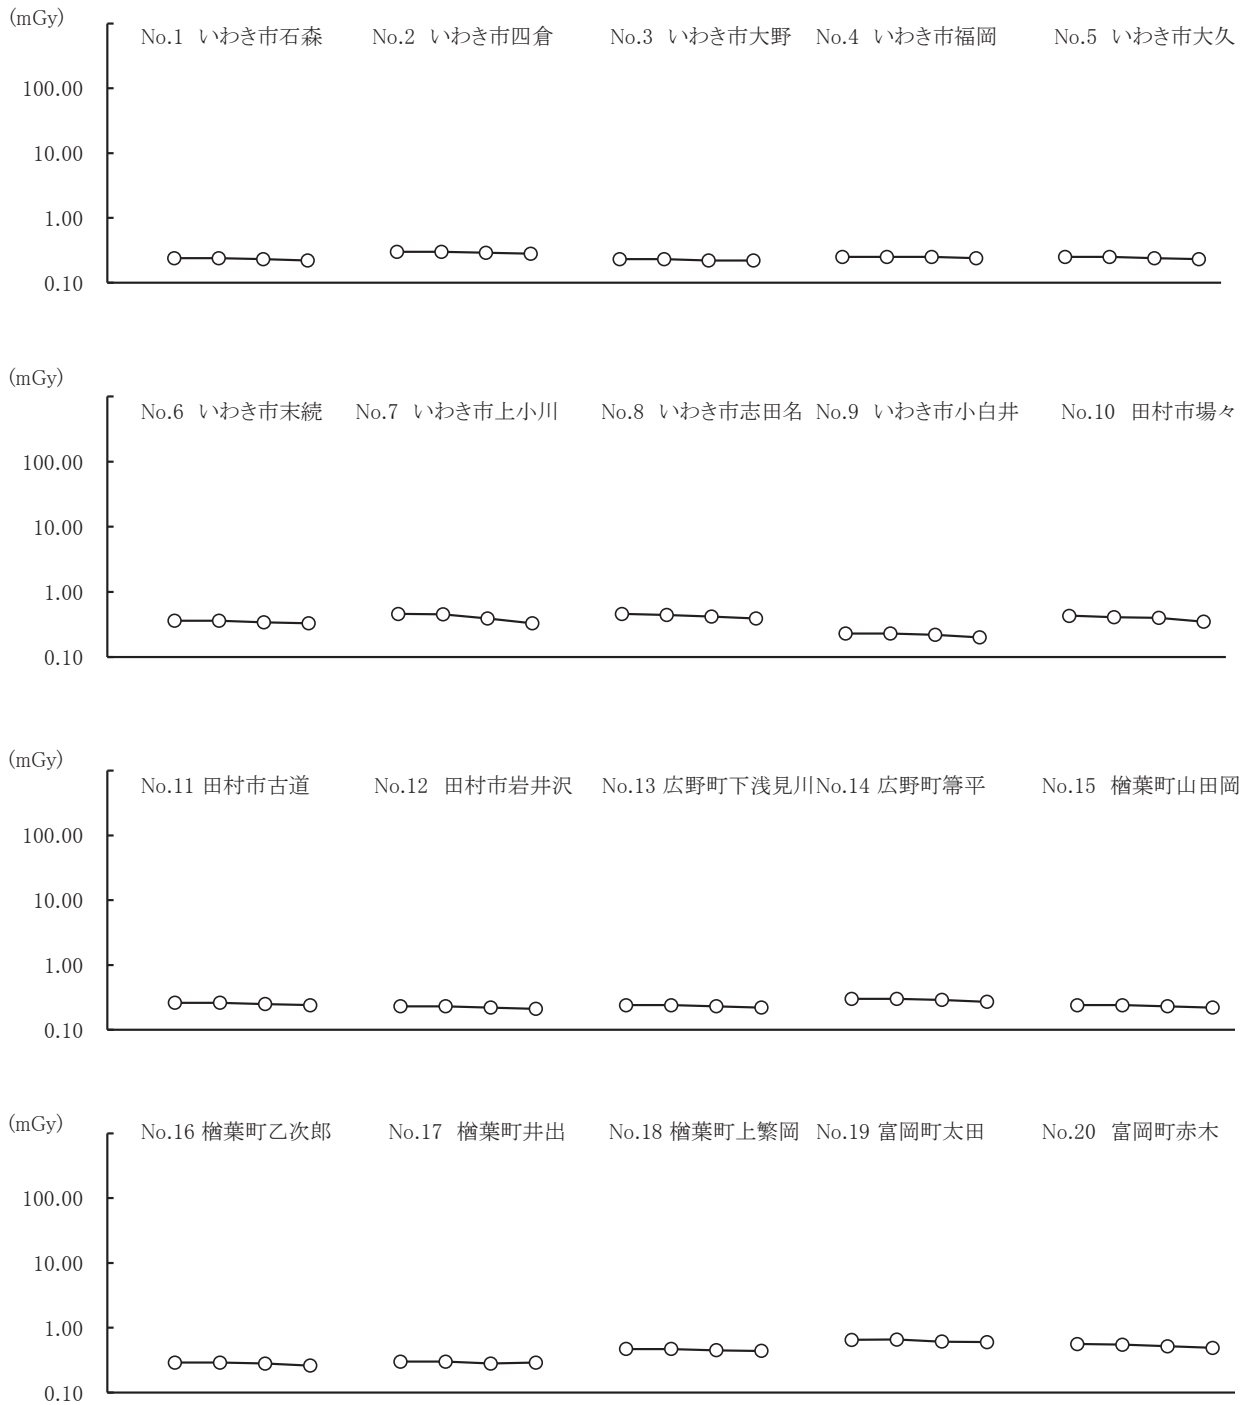 (mGy)
No.1 いわき市石森 No.2 いわき市四倉 No.3 いわき市大野 No.4 いわき市福岡 No.5 いわき市大久
100.00
10.00
1.00
0.10
(mGy)
No.6 いわき市末続 No.7 いわき市上小川 No.8 いわき市志田名 No.9 いわき市小白井 No.10 田村市場々
100.00
10.00
1.00
0.10
(mGy)
No.11 田村市古道 No.12 田村市岩井沢 No.13 広野町下浅見川 No.14 広野町箒平 No.15 楢葉町山田岡
100.00
10.00
1.00
0.10
(mGy)
No.16 楢葉町乙次郎 No.17 楢葉町井出 No.18 楢葉町上繁岡 No.19 富岡町太田 No.20 富岡町赤木
100.00
10.00
1.00
0.10